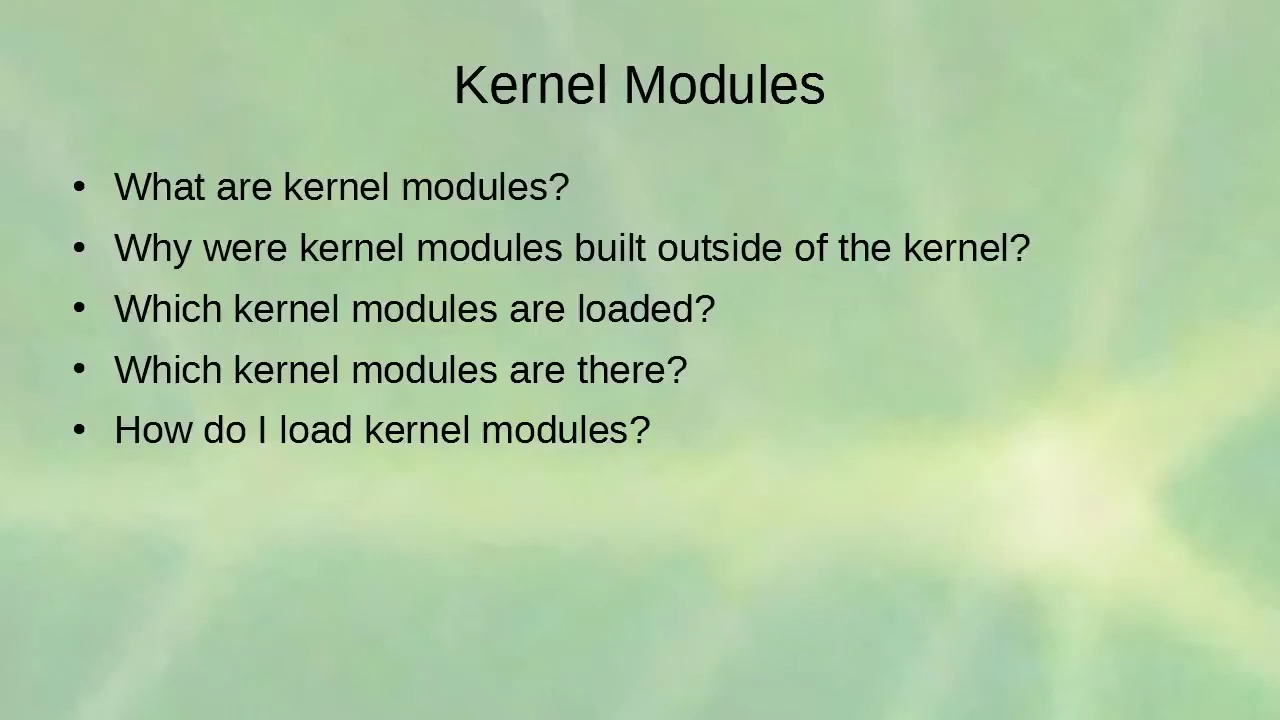 Kernel Modules
• What are kernel modules?
• Why were kernel modules built outside of the kernel?
• Which kernel modules are loaded?
• Which kernel modules are there?
• How do I load kernel modules?